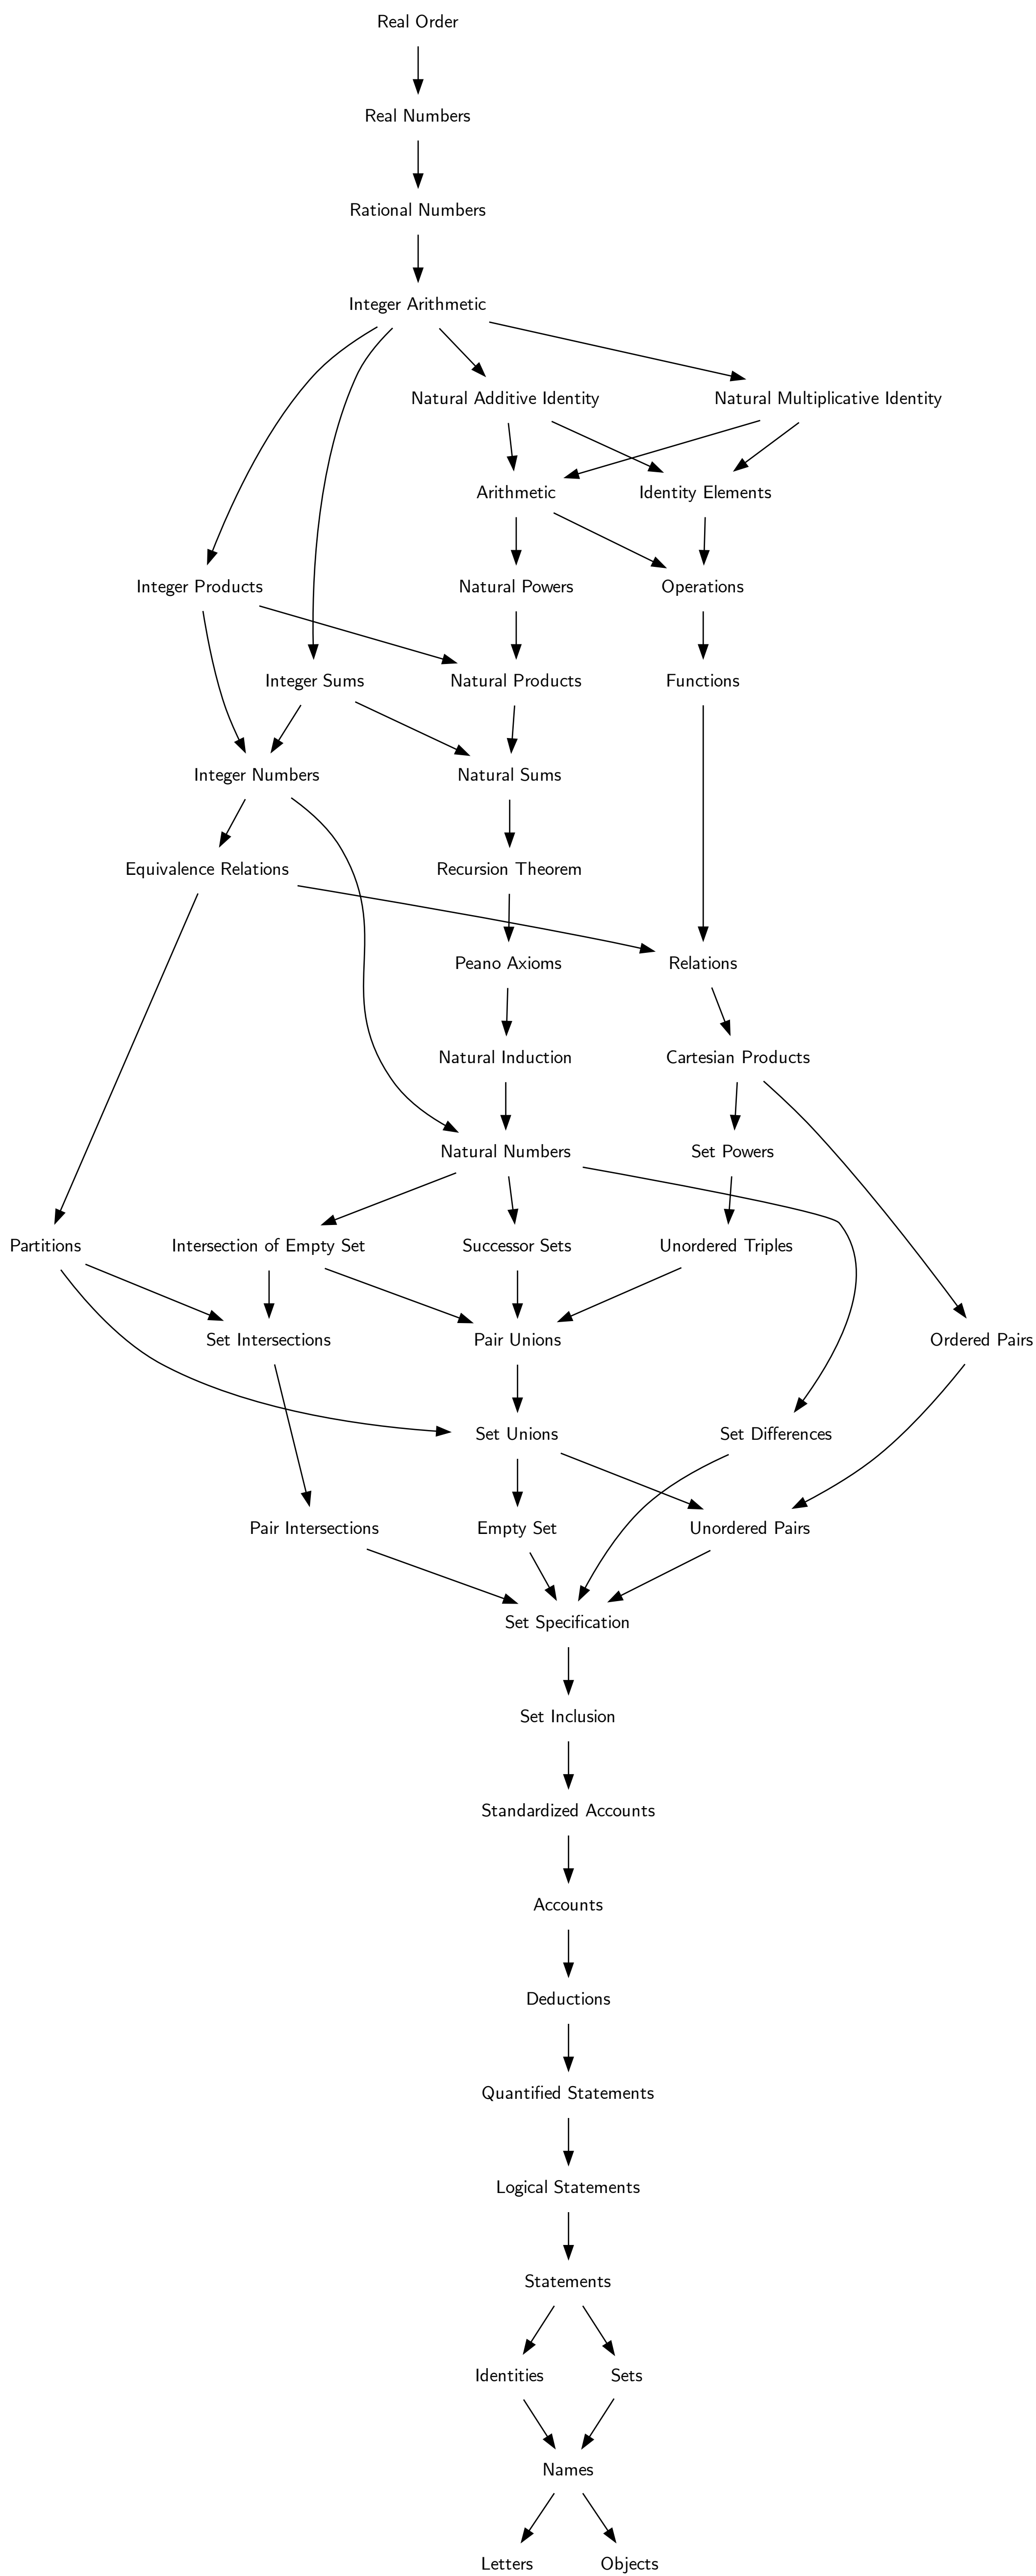 Real Order
Real Numbers
Rational Numbers
Integer Arithmetic
Natural Additive Identity
Natural Multiplicative Identity
Arithmetic
Identity Elements
Integer Products
Natural Powers
Operations
Integer Sums
Natural Products
Functions
Integer Numbers
Natural Sums
Equivalence Relations
Recursion Theorem
Peano Axioms
Relations
Natural Induction
Cartesian Products
Natural Numbers
Set Powers
Partitions
Intersection of Empty Set
Successor Sets
Unordered Triples
Set Intersections
Pair Unions
Ordered Pairs
Set Unions
Set Differences
Pair Intersections
Empty Set
Unordered Pairs
Set Specification
Set Inclusion
Standardized Accounts
Accounts
Deductions
Quantified Statements
Logical Statements
Statements
Identities
Sets
Names
Letters
Objects